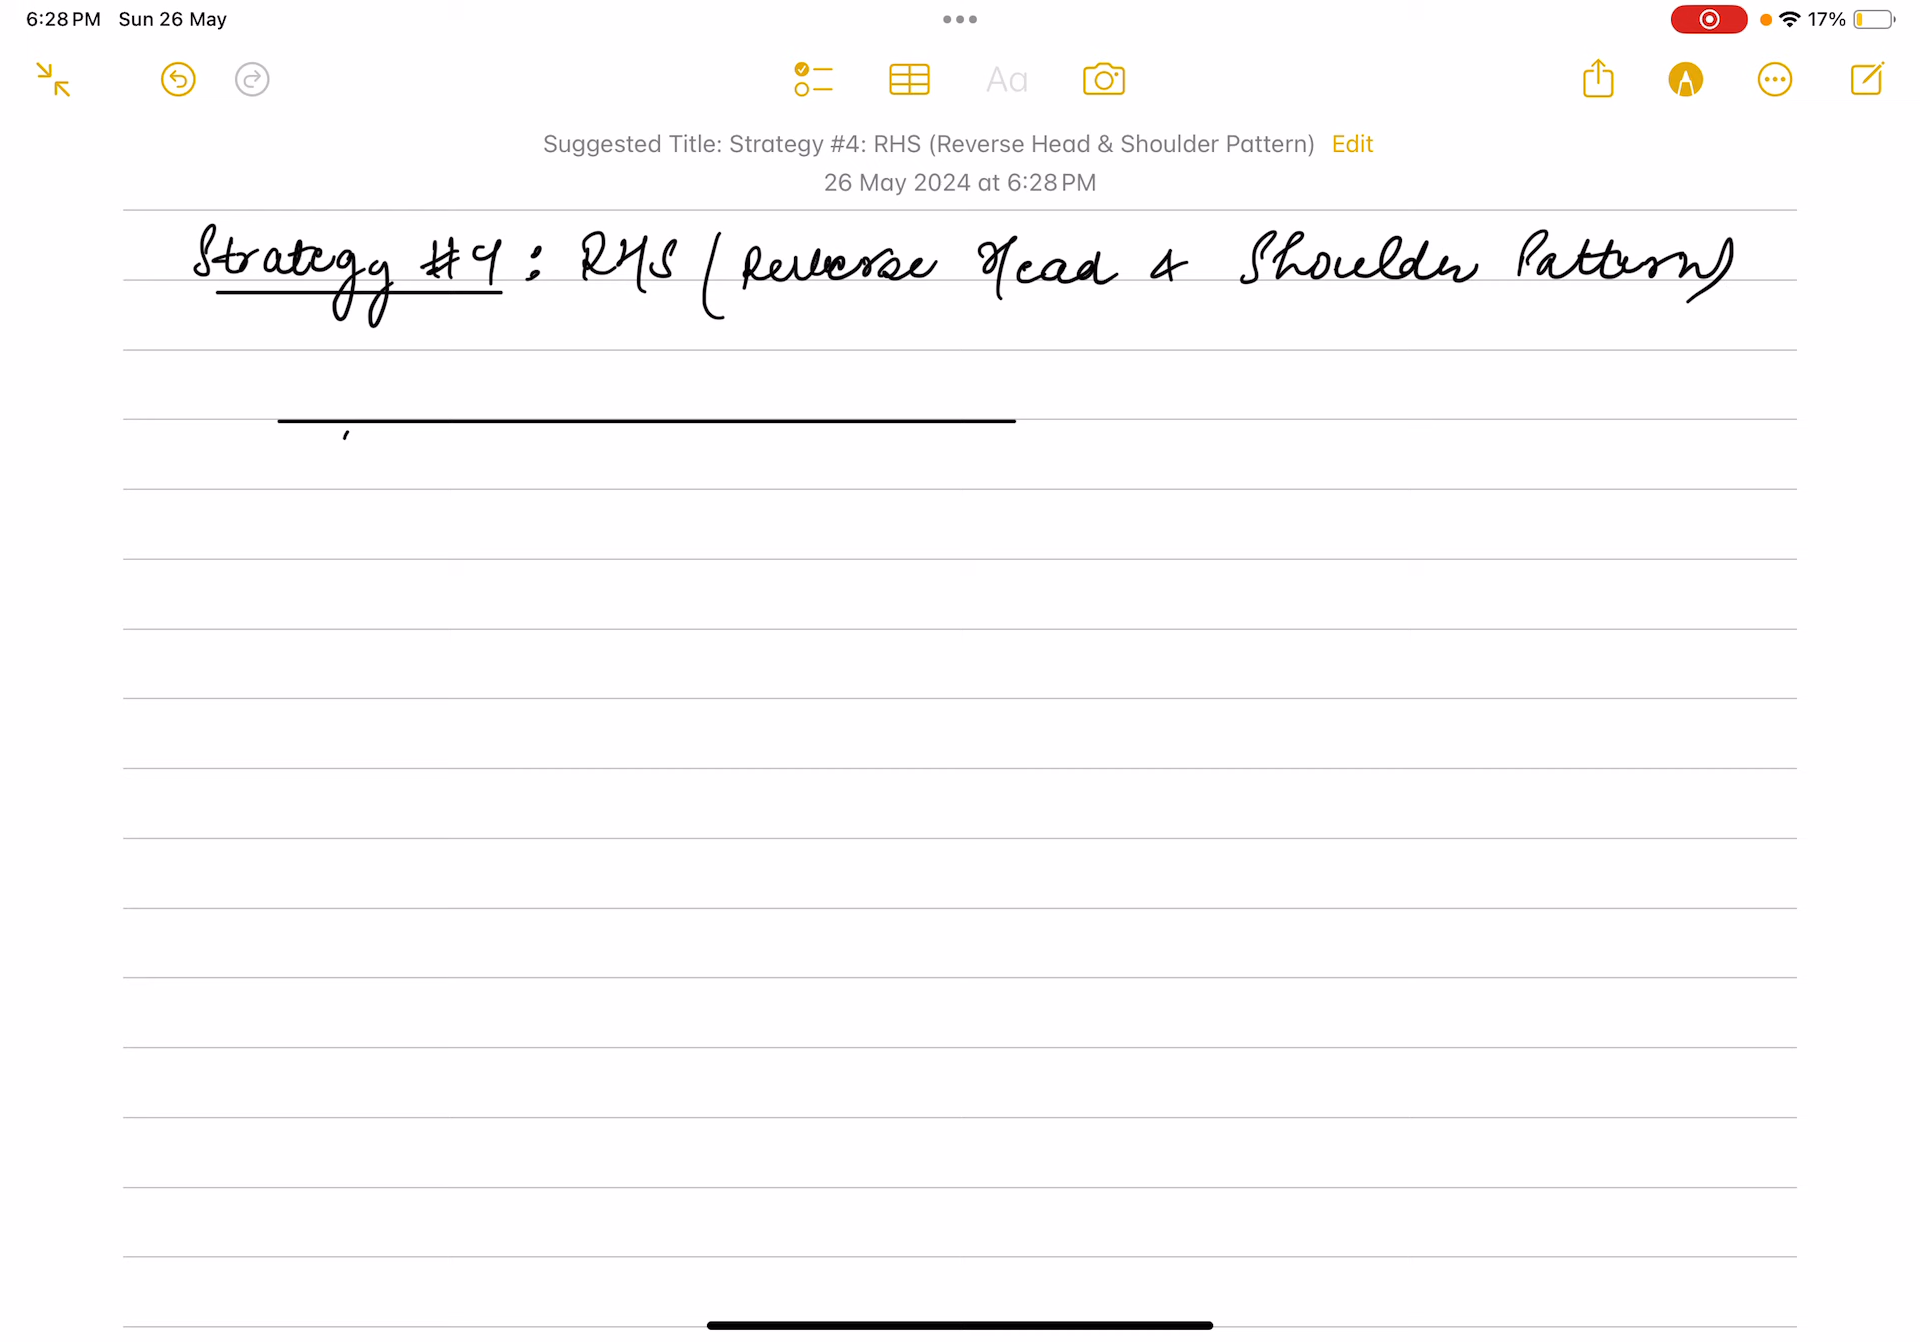 6:28 PM Sun 26 May
17%
Aa
Suggested Title: Strategy #4: RHS (Reverse Head & Shoulder Pattern) Edit
26 May 2024 at 6:28 PM
Strategy #4: RHS (Reverse Head & Shoulder Pattern)